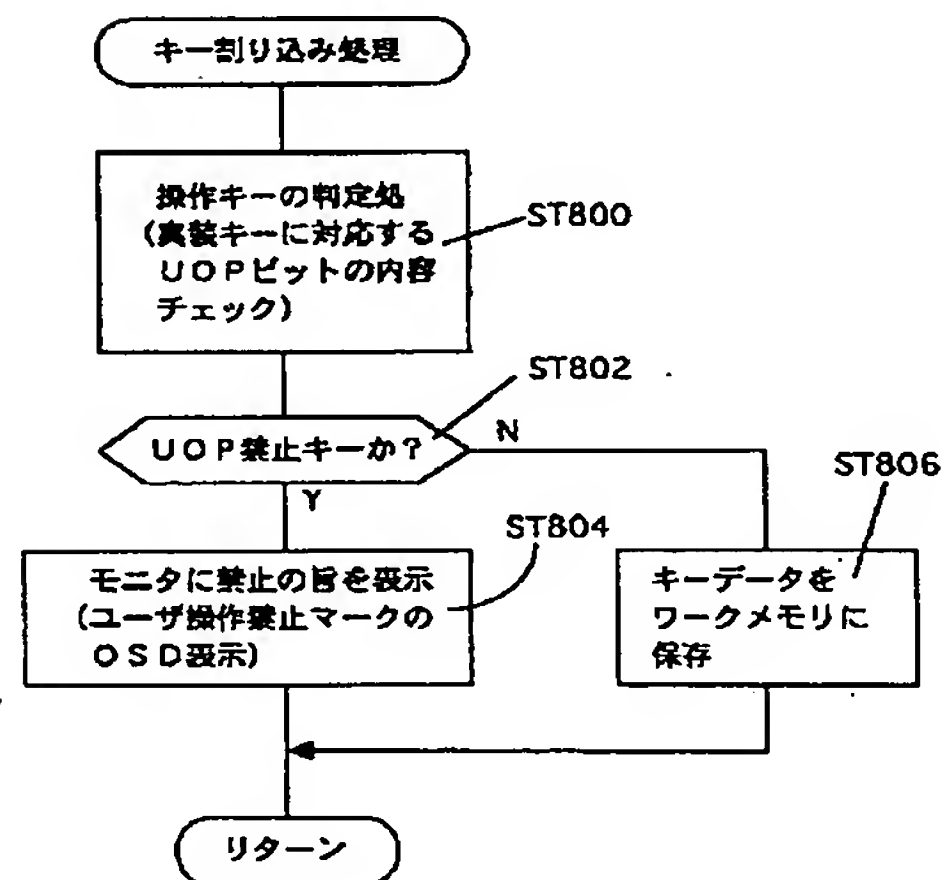 キー割り込み処理
操作キーの判定処
(実装キーに対応する
UOPビットの内容
チェック)
ST800
ST802
UOP禁止キーか?
N
Y
ST806
ST804
モニタに禁止の旨を表示
(ユーザ操作禁止マークの
OSD表示)
キーデータを
ワークメモリに
保存
リターン